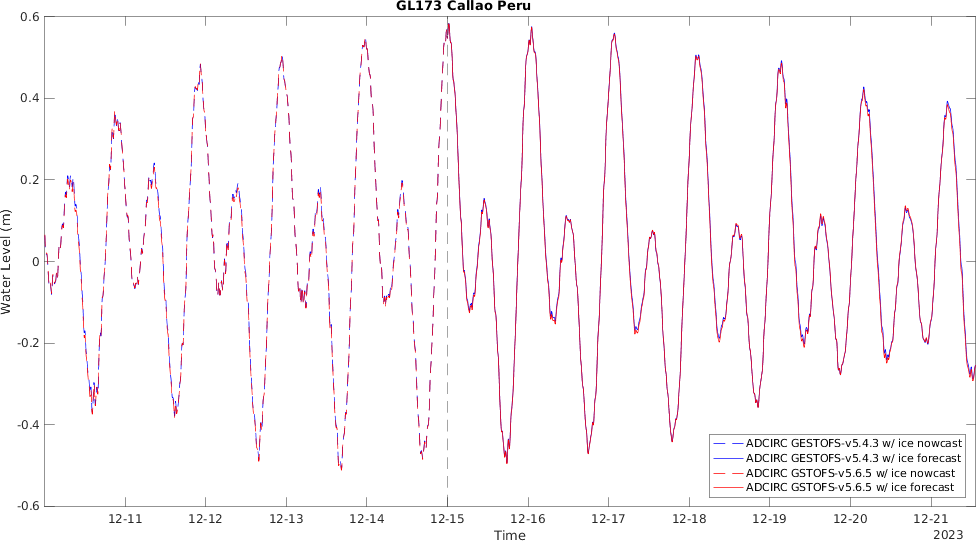 GL173 Callao Peru
0.6
0.4
0.2
0
-0.2
-0.4
-0.6
Water Level (m)
12-11 12-12 12-13 12-14 12-15 12-16 12-17 12-18 12-19 12-20 12-21
Time
2023
ADCIRC GESTOFS-v5.4.3 w/ ice nowcast
ADCIRC GESTOFS-v5.4.3 w/ ice forecast
ADCIRC GSTOFS-v5.6.5 w/ ice nowcast
ADCIRC GSTOFS-v5.6.5 w/ ice forecast